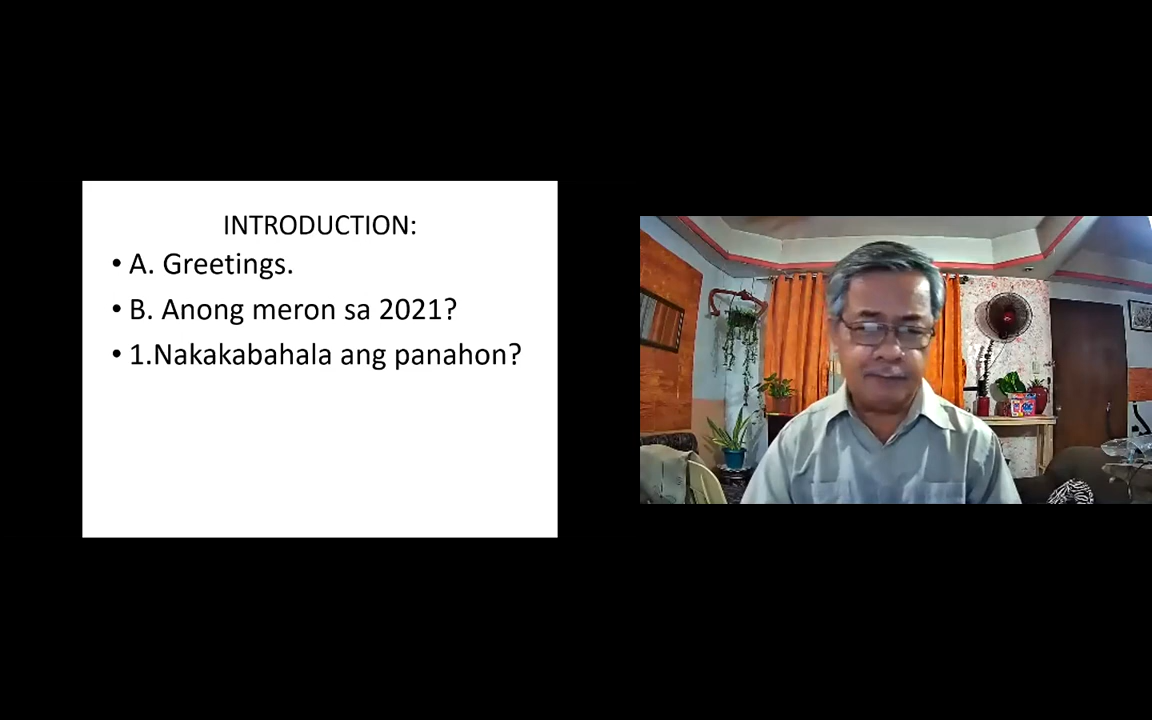 INTRODUCTION:
• A. Greetings.
• B. Anong meron sa 2021?
• 1.Nakakabahala ang panahon?